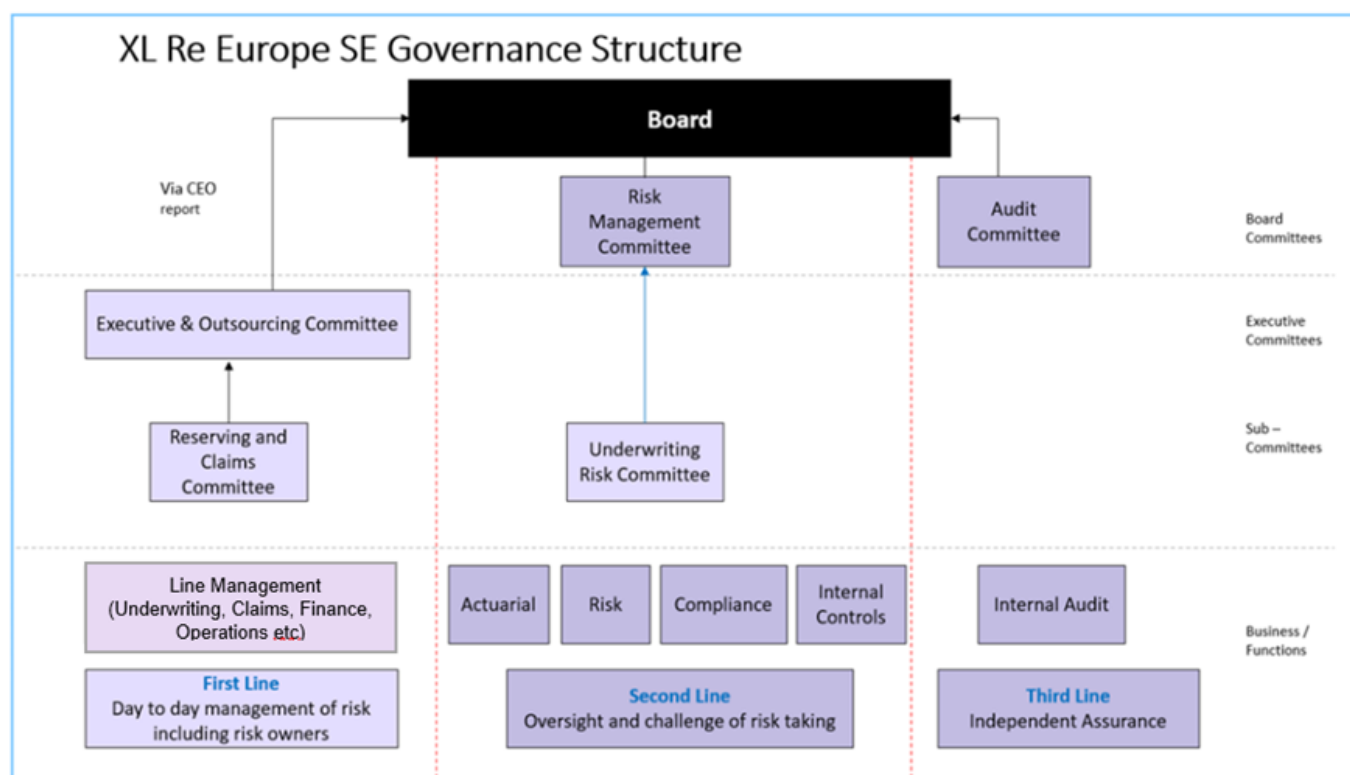 XL Re Europe SE Governance Structure
Board
Via CEO
report
Risk
Management
Committee
Audit
Committee
Board
Committees
Executive & Outsourcing Committee
Executive
Committees
Reserving and
Claims
Committee
Underwriting
Risk Committee
Sub –
Committees
Line Management
(Underwriting, Claims, Finance,
Operations etc)
Actuarial
Risk
Compliance
Internal
Controls
Internal Audit
Business /
Functions
First Line
Day to day management of risk
including risk owners
Second Line
Oversight and challenge of risk taking
Third Line
Independent Assurance